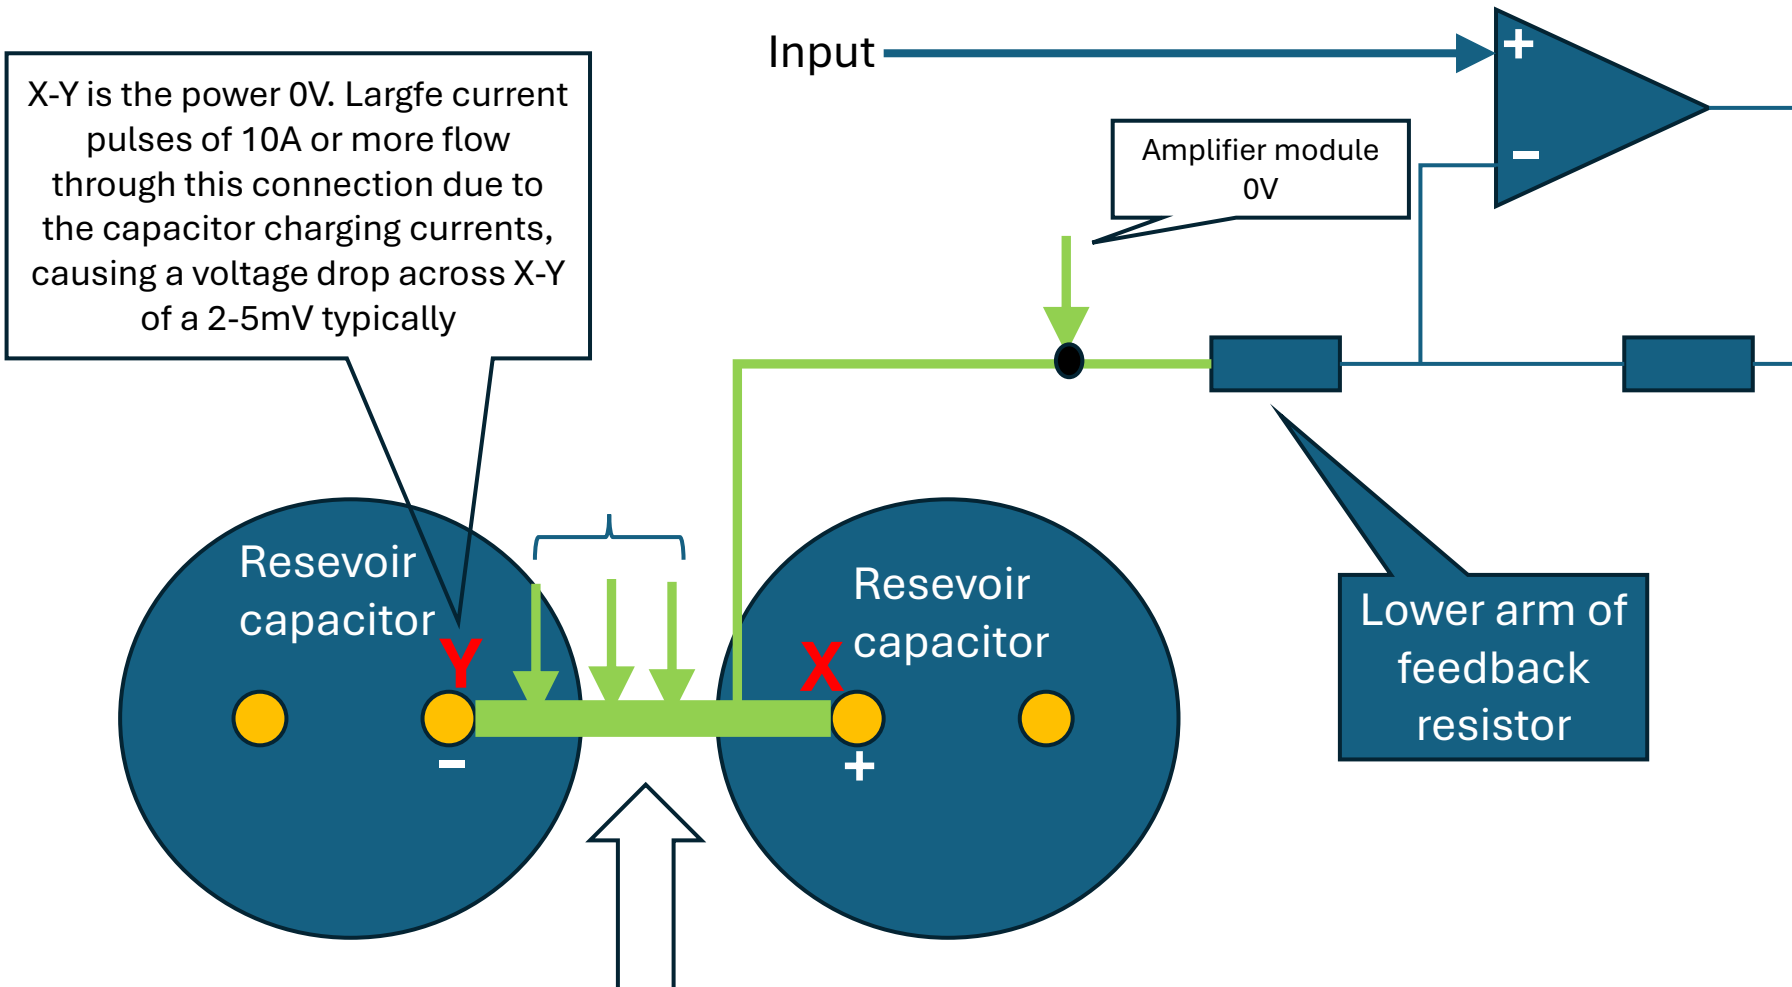 Input
+
–
X-Y is the power 0V. Largfe current
pulses of 10A or more flow
through this connection due to
the capacitor charging currents,
causing a voltage drop across X-Y
of a 2-5mV typically
Amplifier module
0V
Resevoir
capacitor
Y
–
Resevoir
capacitor
X
+
Lower arm of
feedback
resistor